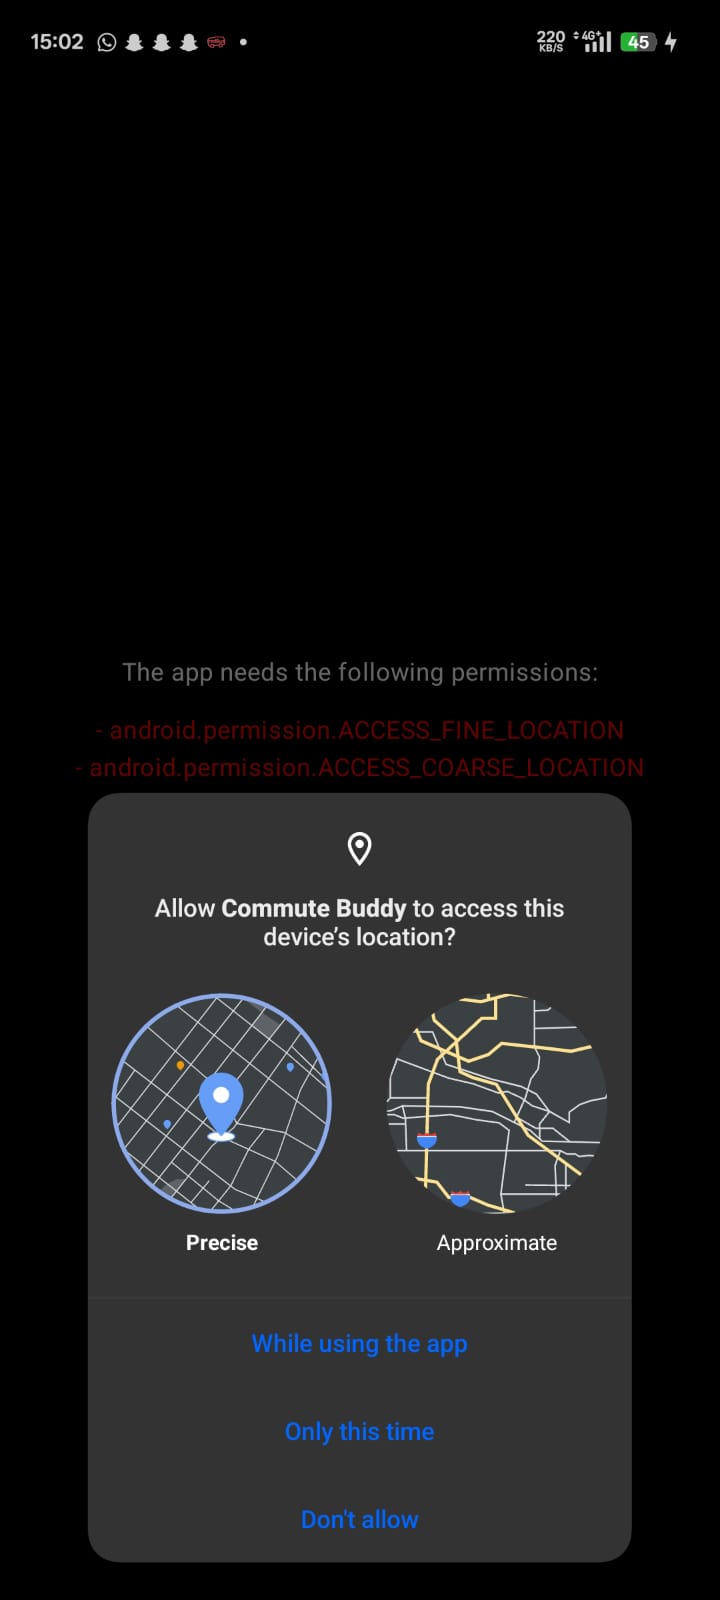 15:02
220
KB/S
4G+
45
The app needs the following permissions:
- android.permission.ACCESS_FINE_LOCATION
- android.permission.ACCESS_COARSE_LOCATION
Allow Commute Buddy to access this
device’s location?
Precise
Approximate
While using the app
Only this time
Don't allow